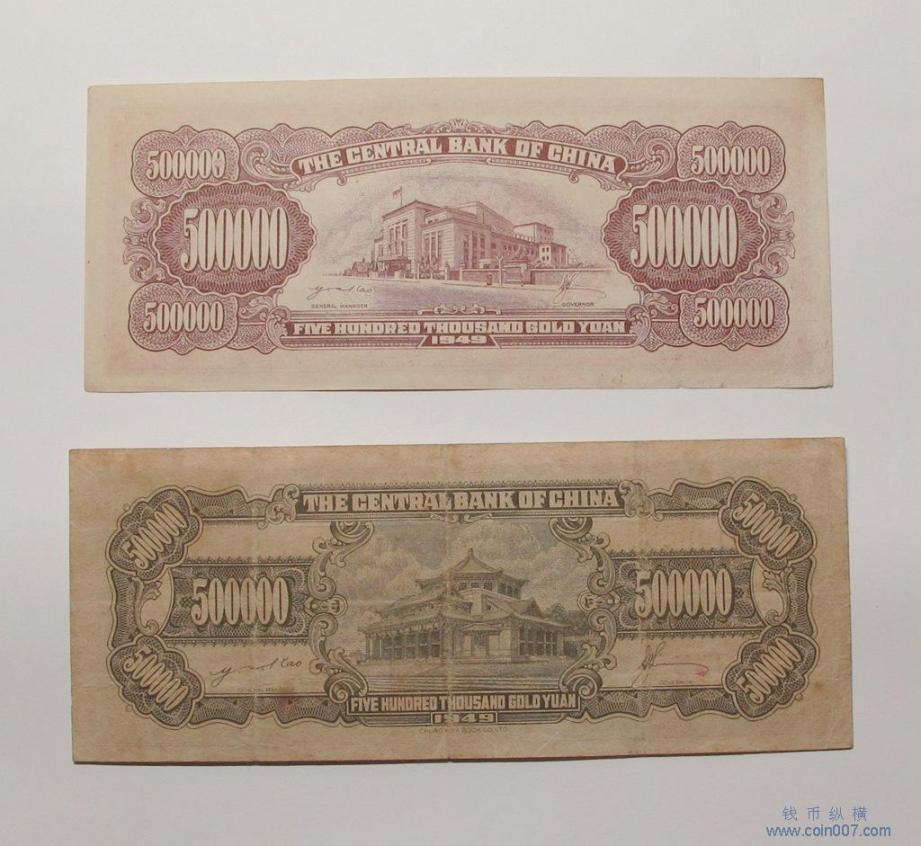 500000 THE CENTRAL BANK OF CHINA 500000
500000 500000
GENERAL MANAGER GOVERNOR
500000 FIVE HUNDRED THOUSAND GOLD YUAN 500000
1949
500000 THE CENTRAL BANK OF CHINA 500000
500000 500000
500000 500000
FIVE HUNDRED THOUSAND GOLD YUAN
1949
钱币纵横
www.coin007.com